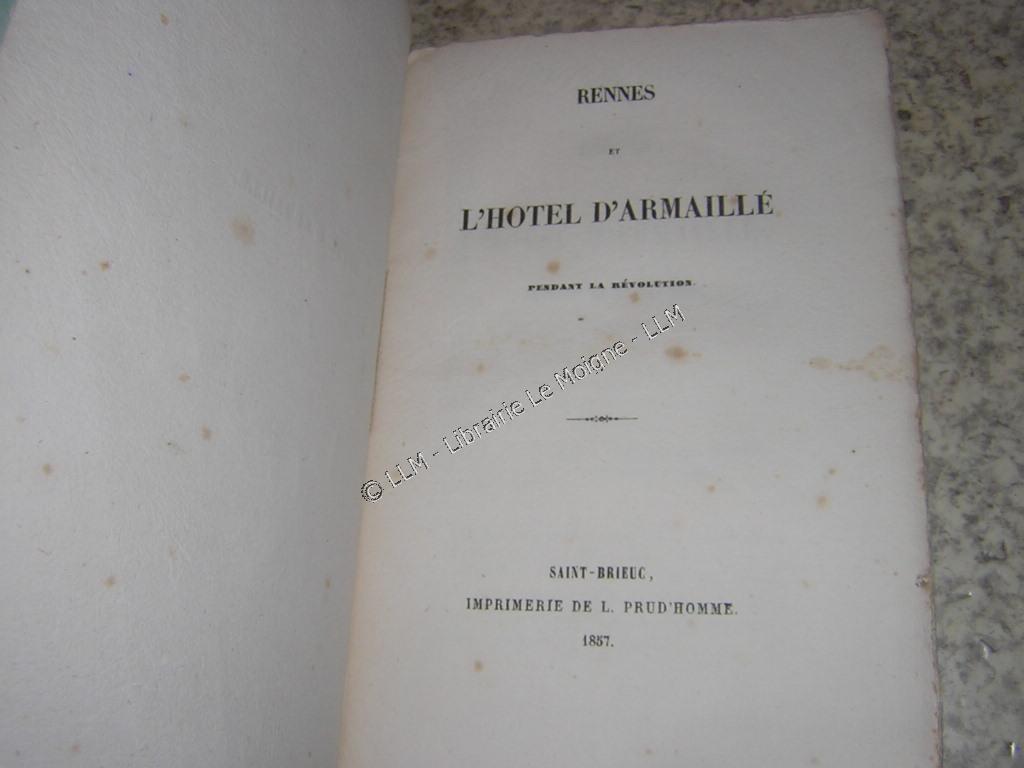 RENNES
ET
L'HOTEL D'ARMAILLÉ
PENDANT LA RÉVOLUTION.
© LLM - Librairie Le Moigne - LLM
SAINT-BRIEUC,
IMPRIMERIE DE L. PRUD'HOMME.
1857.